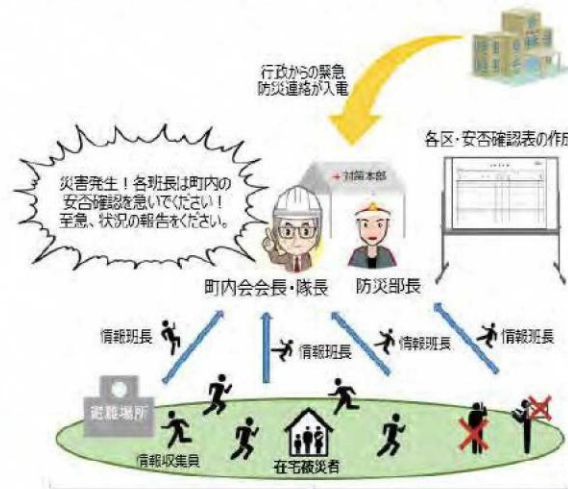 行政からの緊急
防災連絡が入電
各区・安否確認表の作成
災害発生！各班長は町内の
安否確認を急いでください！
至急、状況の報告をください。
対策本部
町内会会長・隊長
防災部長
情報班長
情報班長
情報班長
情報班長
避難場所
情報収集員
在宅被災者